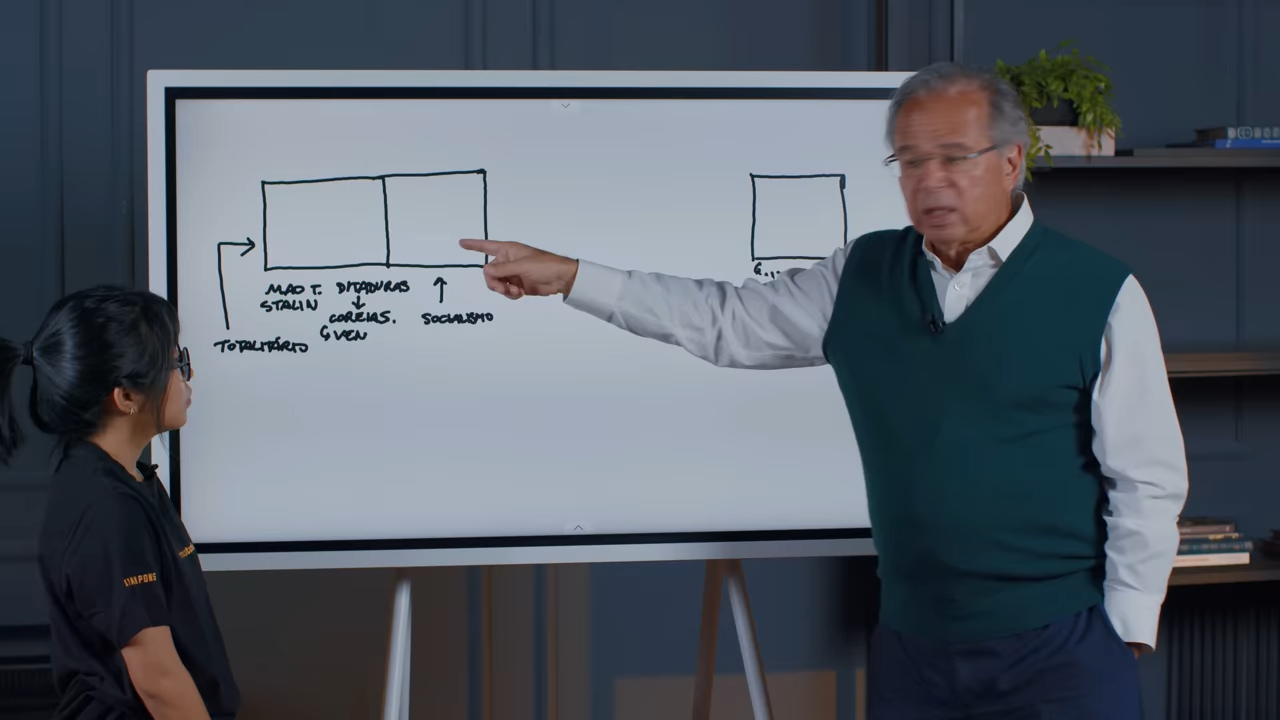 MAO T. DITADURAS
STALIN
COREIAS.
VEN
SOCIALISMO
TOTALITÁRIO